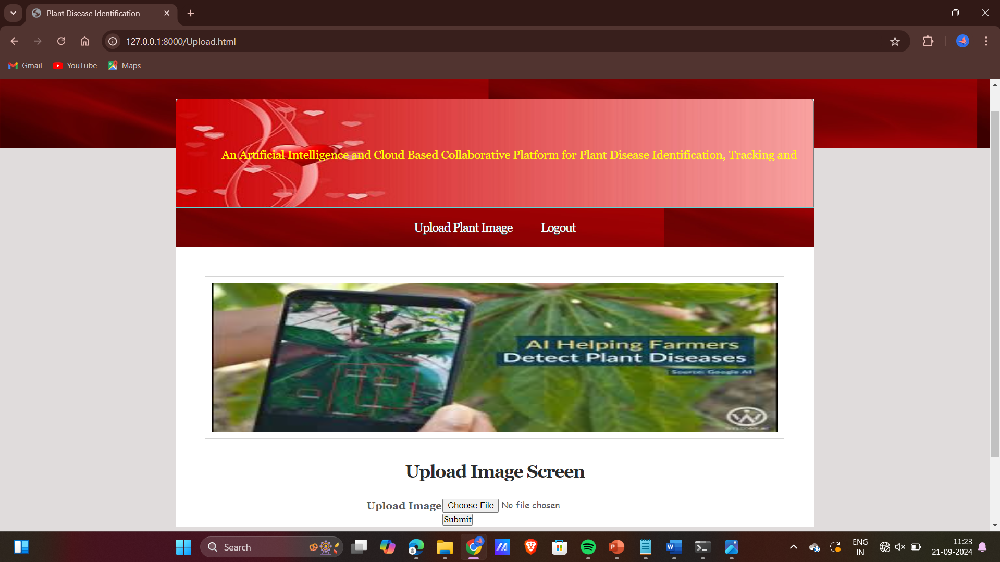 Plant Disease Identification
127.0.0.1:8000/Upload.html
Gmail
YouTube
Maps
An Artificial Intelligence and Cloud Based Collaborative Platform for Plant Disease Identification, Tracking and
Upload Plant Image
Logout
AI Helping Farmers
Detect Plant Diseases
Source: Google AI
Upload Image Screen
Upload Image Choose File No file chosen
Submit
Search
ENG
IN
11:23
21-09-2024